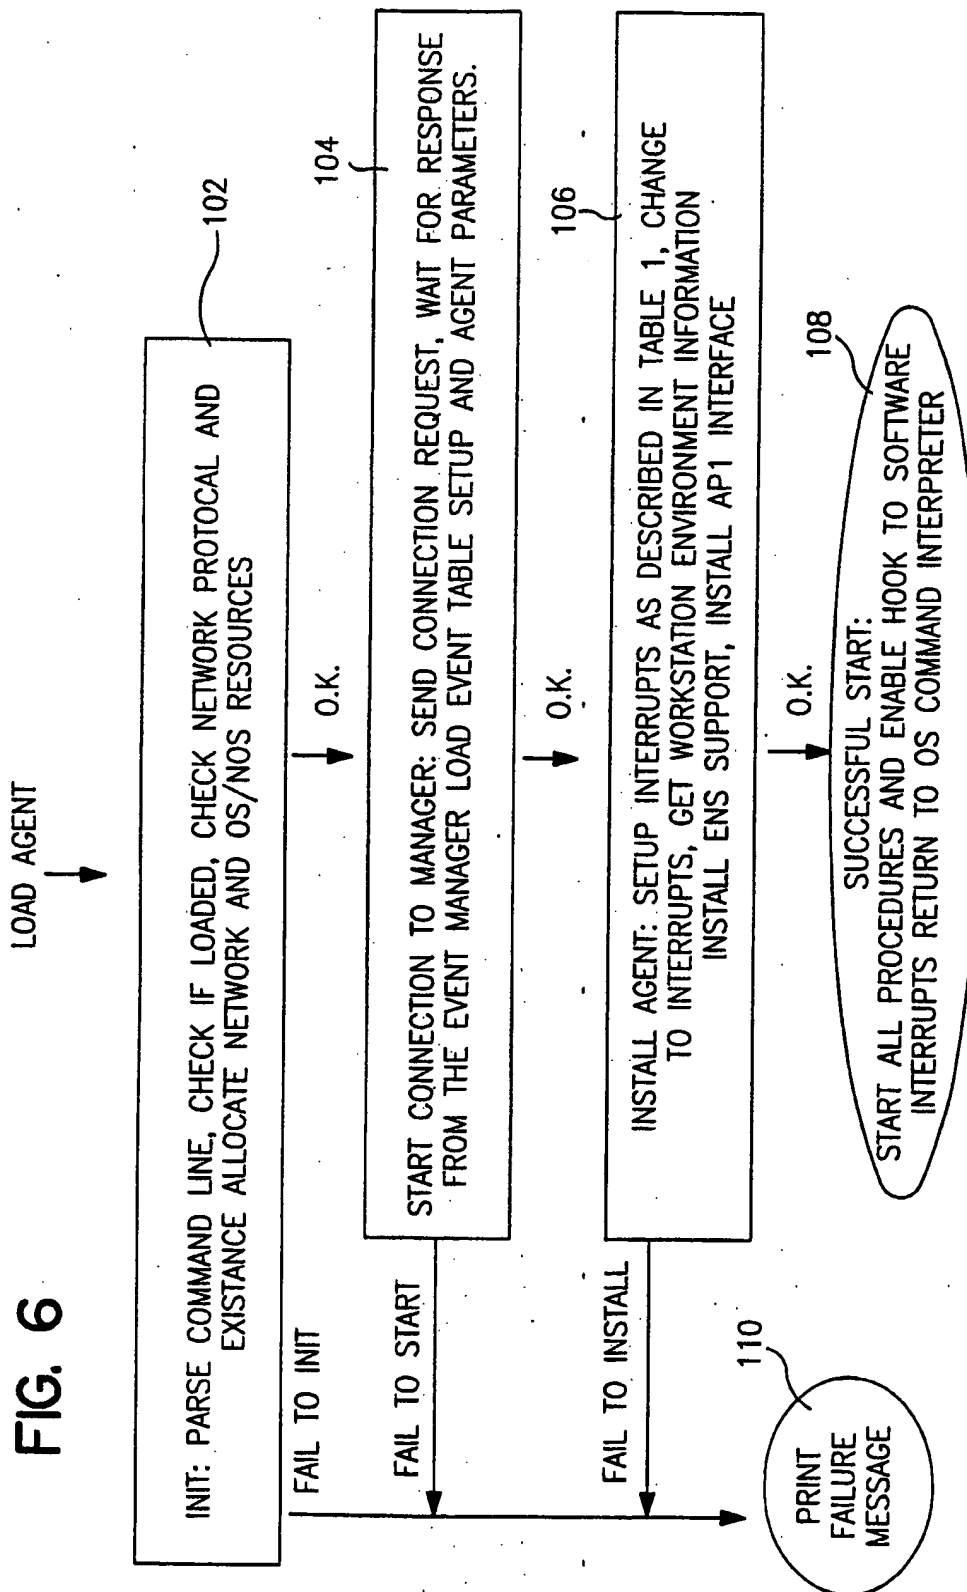 FIG. 6
LOAD AGENT
INIT: PARSE COMMAND LINE, CHECK IF LOADED, CHECK NETWORK PROTOCAL AND
EXISTANCE ALLOCATE NETWORK AND OS/NOS RESOURCES
102
FAIL TO INIT
O.K.
START CONNECTION TO MANAGER: SEND CONNECTION REQUEST, WAIT FOR RESPONSE
FROM THE EVENT MANAGER LOAD EVENT TABLE SETUP AND AGENT PARAMETERS.
104
FAIL TO START
O.K.
INSTALL AGENT: SETUP INTERRUPTS AS DESCRIBED IN TABLE 1, CHANGE
TO INTERRUPTS, GET WORKSTATION ENVIRONMENT INFORMATION
INSTALL ENS SUPPORT, INSTALL AP1 INTERFACE
106
FAIL TO INSTALL
O.K.
110
PRINT
FAILURE
MESSAGE
108
SUCCESSFUL START:
START ALL PROCEDURES AND ENABLE HOOK TO SOFTWARE
INTERRUPTS RETURN TO OS COMMAND INTERPRETER